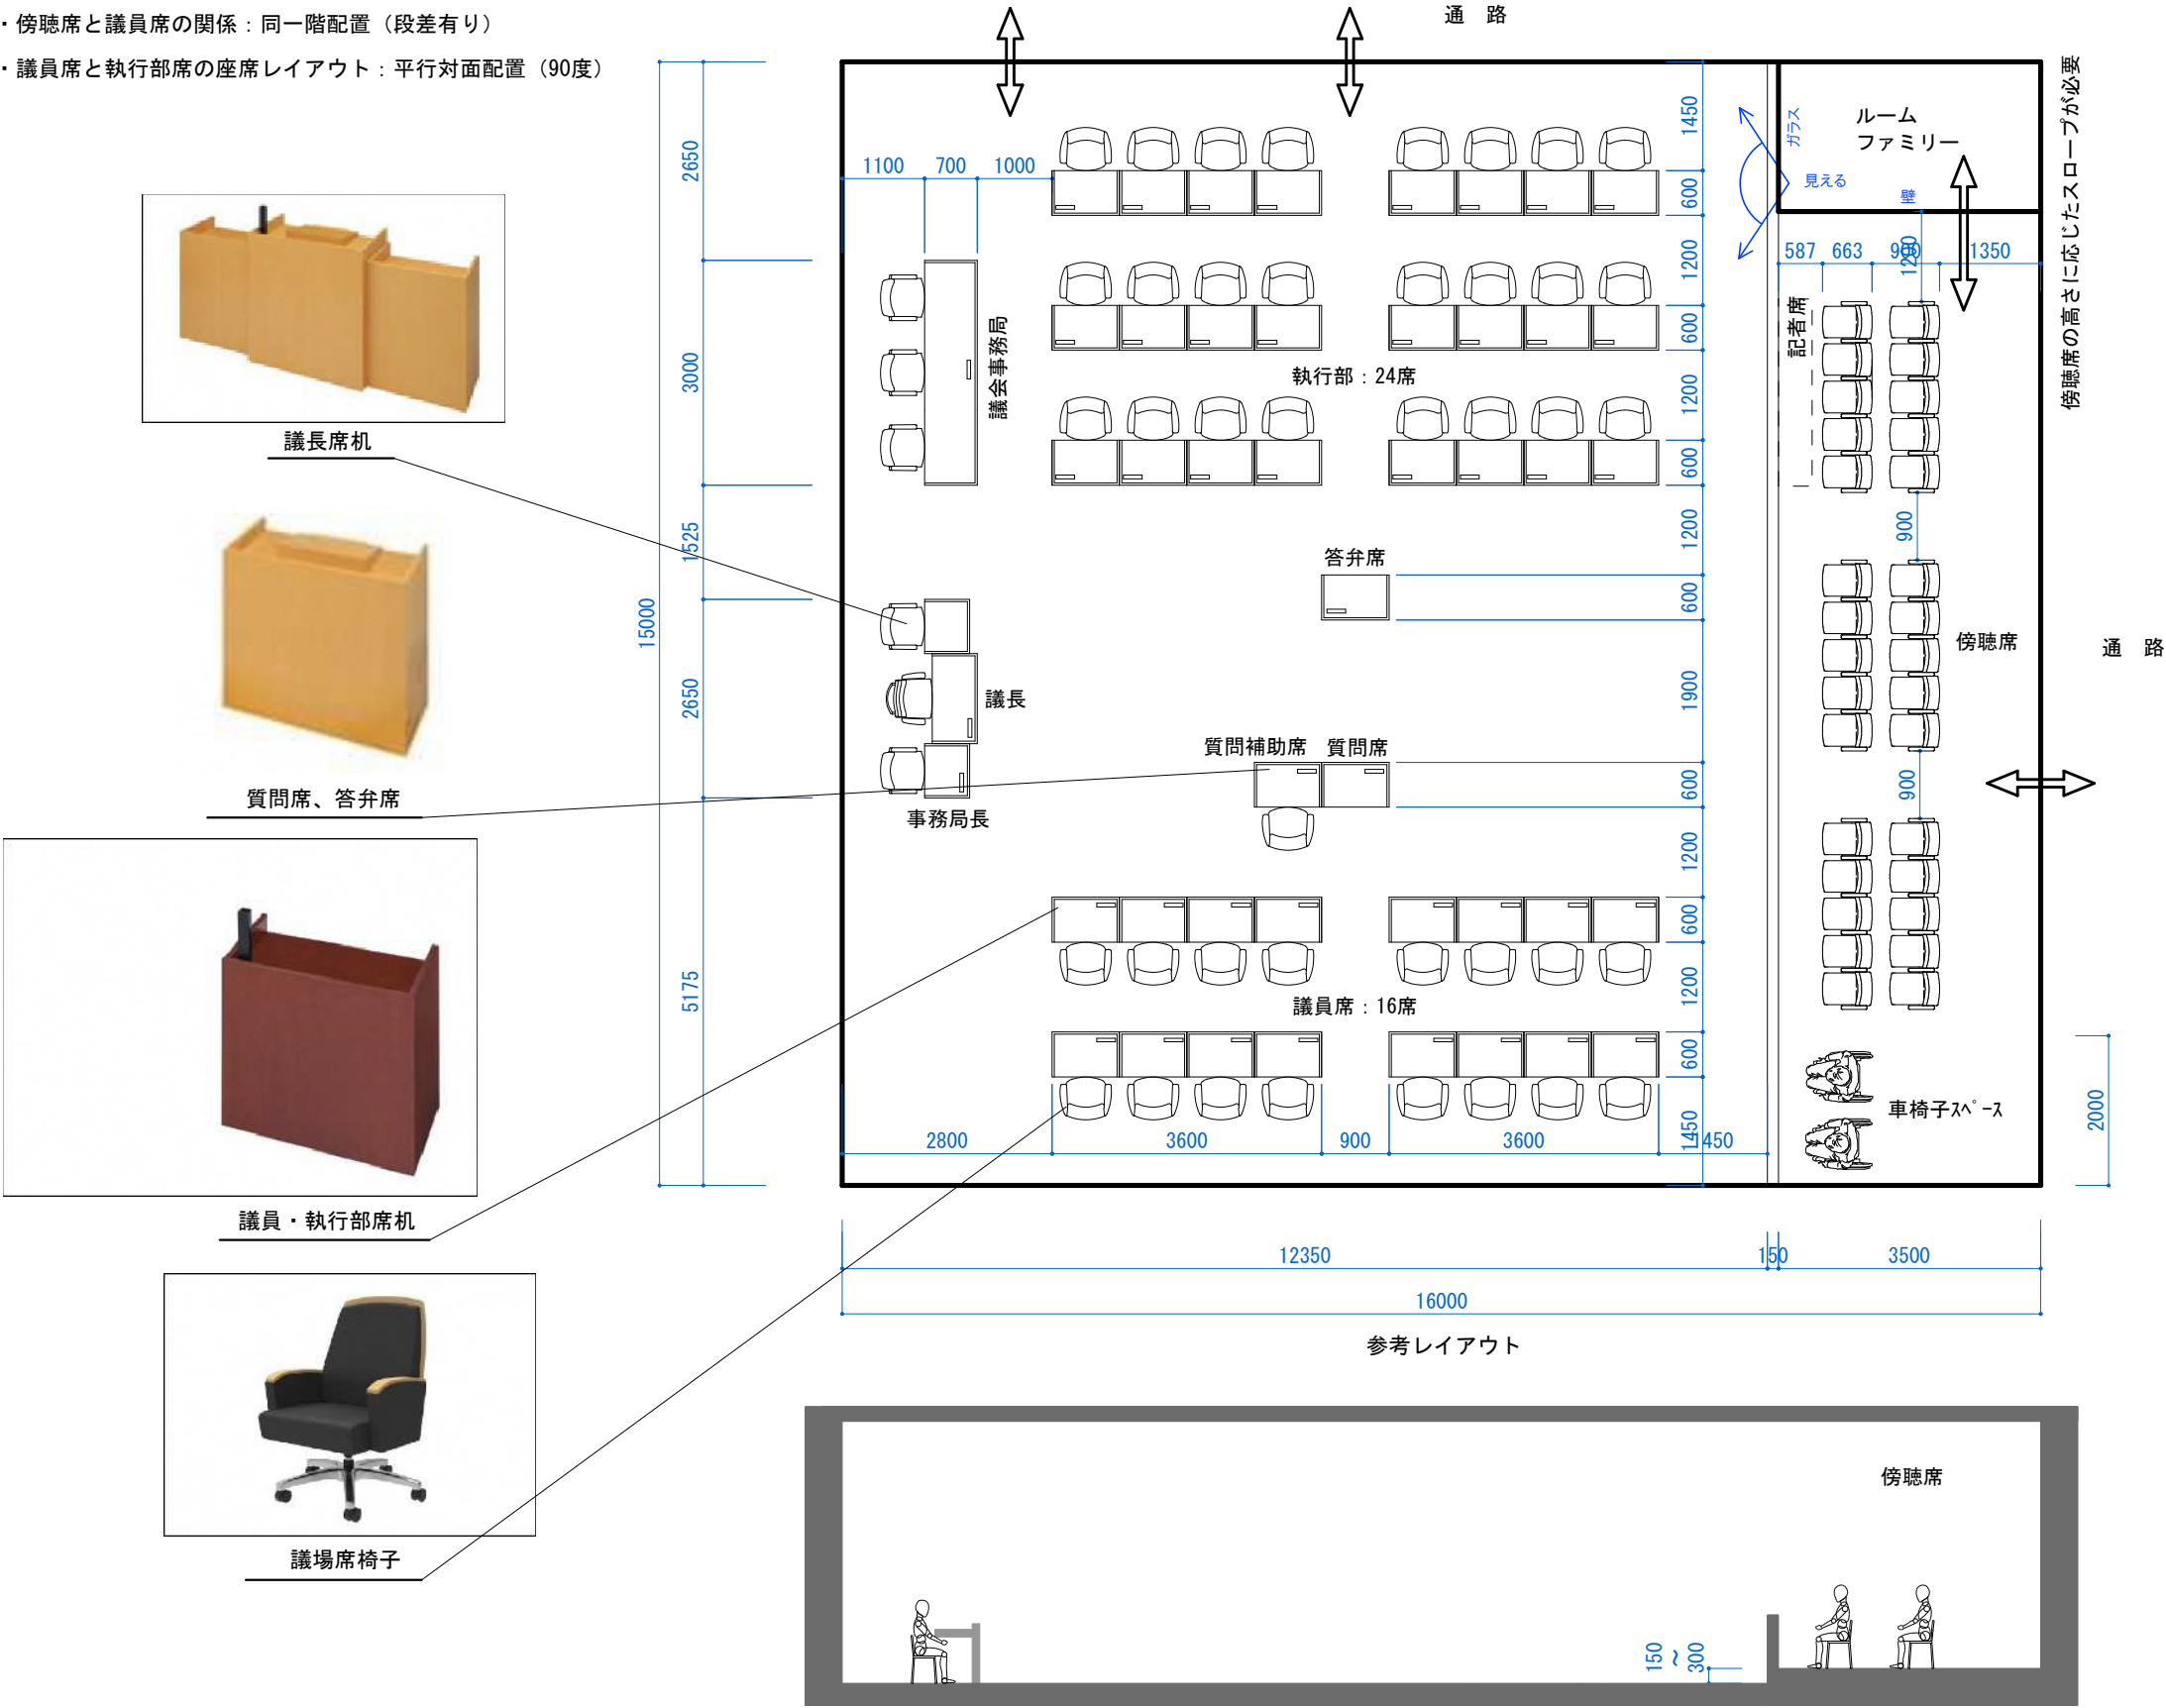 ・傍聴席と議員席の関係：同一階配置（段差有り）
・議員席と執行部席の座席レイアウト：平行対面配置（90度）
通　路
傍聴席の高さに応じたスロープが必要
ルーム
ファミリー
ガラス
見える
壁
1450
600
1200
600
1200
600
1200
600
1900
600
1200
600
1200
600
1450
2650
3000
1525
2650
5175
15000
1100
700
1000
587
663
900
1350
1200
記者席
議会事務局
執行部：24席
答弁席
900
傍聴席
通　路
議長
質問補助席
質問席
事務局長
900
議員席：16席
車椅子ｽﾍﾟｰｽ
2000
2800
3600
900
3600
1450
12350
150
3500
16000
参考レイアウト
議長席机
質問席、答弁席
議員・執行部席机
議場席椅子
傍聴席
150
～
300